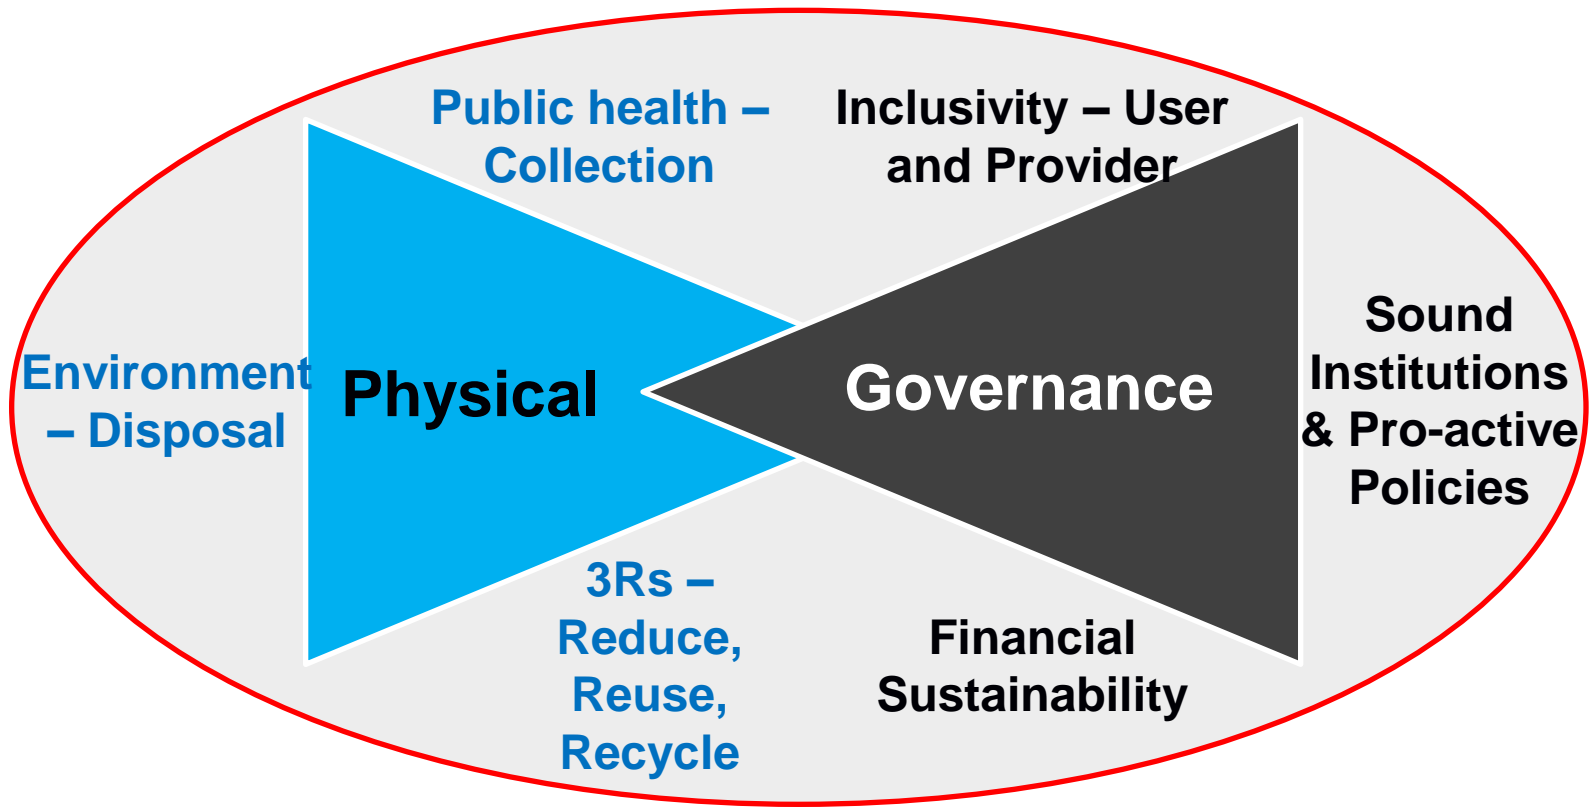 Public health –
Collection
Inclusivity – User
and Provider
Environment
– Disposal
Physical
Governance
Sound
Institutions
& Pro-active
Policies
3Rs –
Reduce,
Reuse,
Recycle
Financial
Sustainability